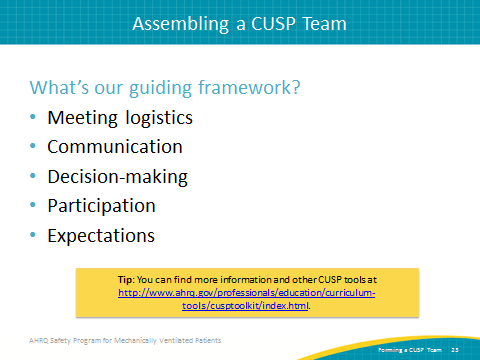 Assembling a CUSP Team
What’s our guiding framework?
• Meeting logistics
• Communication
• Decision-making
• Participation
• Expectations
Tip: You can find more information and other CUSP tools at
http://www.ahrq.gov/professionals/education/curriculum-
tools/cusptoolkit/index.html.
AHRQ Safety Program for Mechanically Ventilated Patients
Forming a CUSP Team 23